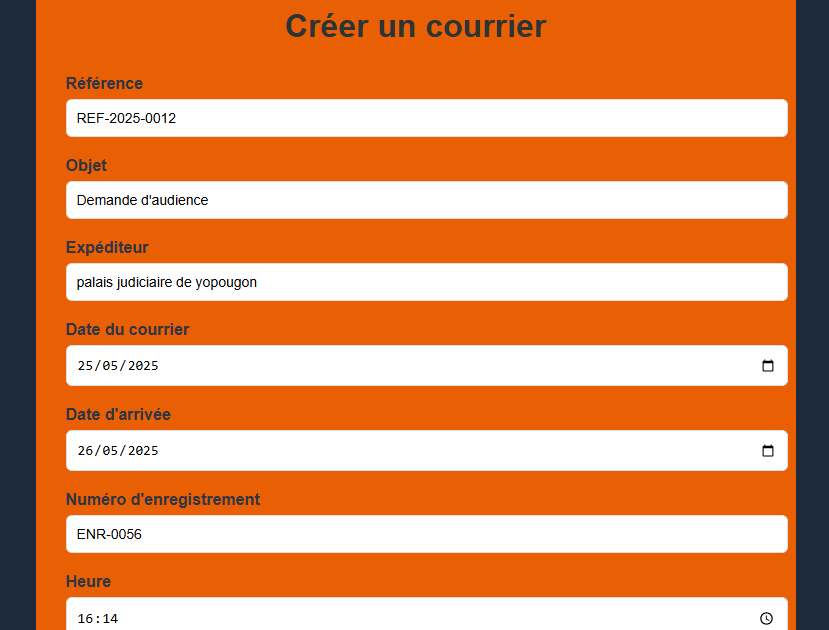 Créer un courrier
Référence
REF-2025-0012
Objet
Demande d'audience
Expéditeur
palais judiciaire de yopougon
Date du courrier
25/05/2025
Date d'arrivée
26/05/2025
Numéro d'enregistrement
ENR-0056
Heure
16:14